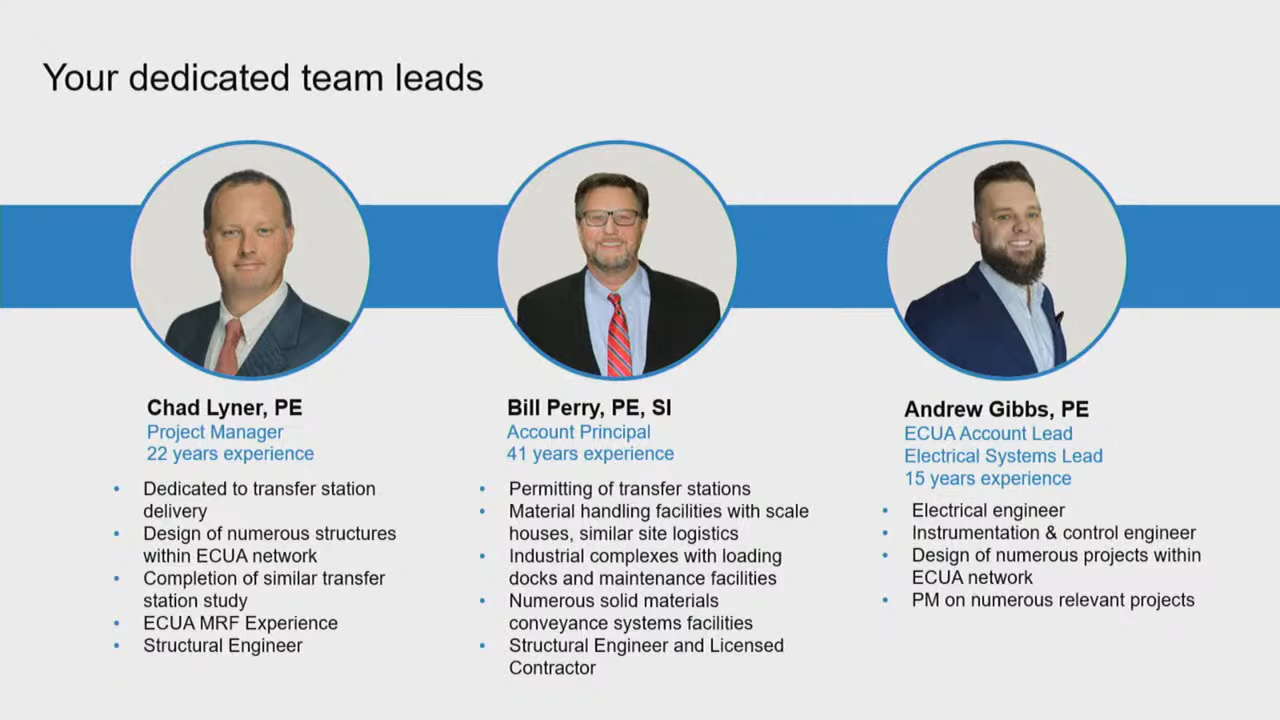 Your dedicated team leads
Chad Lyner, PE
Project Manager
22 years experience
• Dedicated to transfer station
delivery
• Design of numerous structures
within ECUA network
• Completion of similar transfer
station study
• ECUA MRF Experience
• Structural Engineer
Bill Perry, PE, SI
Account Principal
41 years experience
• Permitting of transfer stations
• Material handling facilities with scale
houses, similar site logistics
• Industrial complexes with loading
docks and maintenance facilities
• Numerous solid materials
conveyance systems facilities
• Structural Engineer and Licensed
Contractor
Andrew Gibbs, PE
ECUA Account Lead
Electrical Systems Lead
15 years experience
• Electrical engineer
• Instrumentation & control engineer
• Design of numerous projects within
ECUA network
• PM on numerous relevant projects